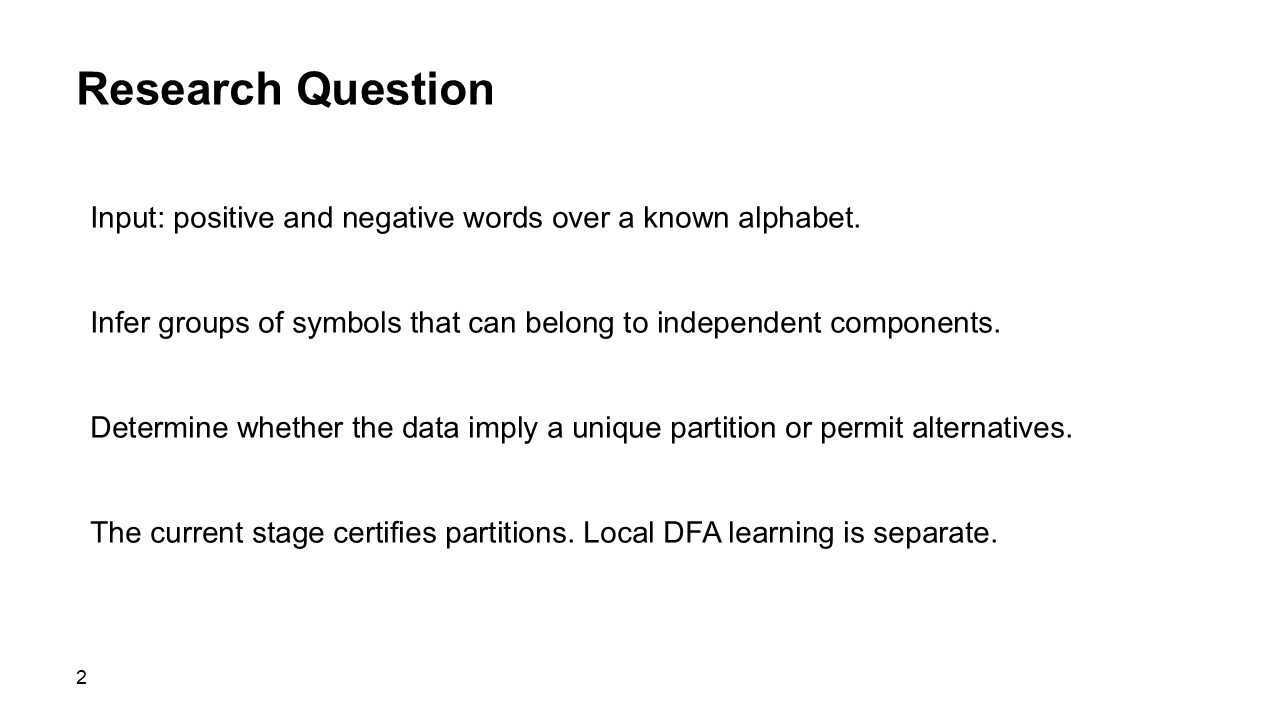 Research Question
Input: positive and negative words over a known alphabet.
Infer groups of symbols that can belong to independent components.
Determine whether the data imply a unique partition or permit alternatives.
The current stage certifies partitions. Local DFA learning is separate.
2